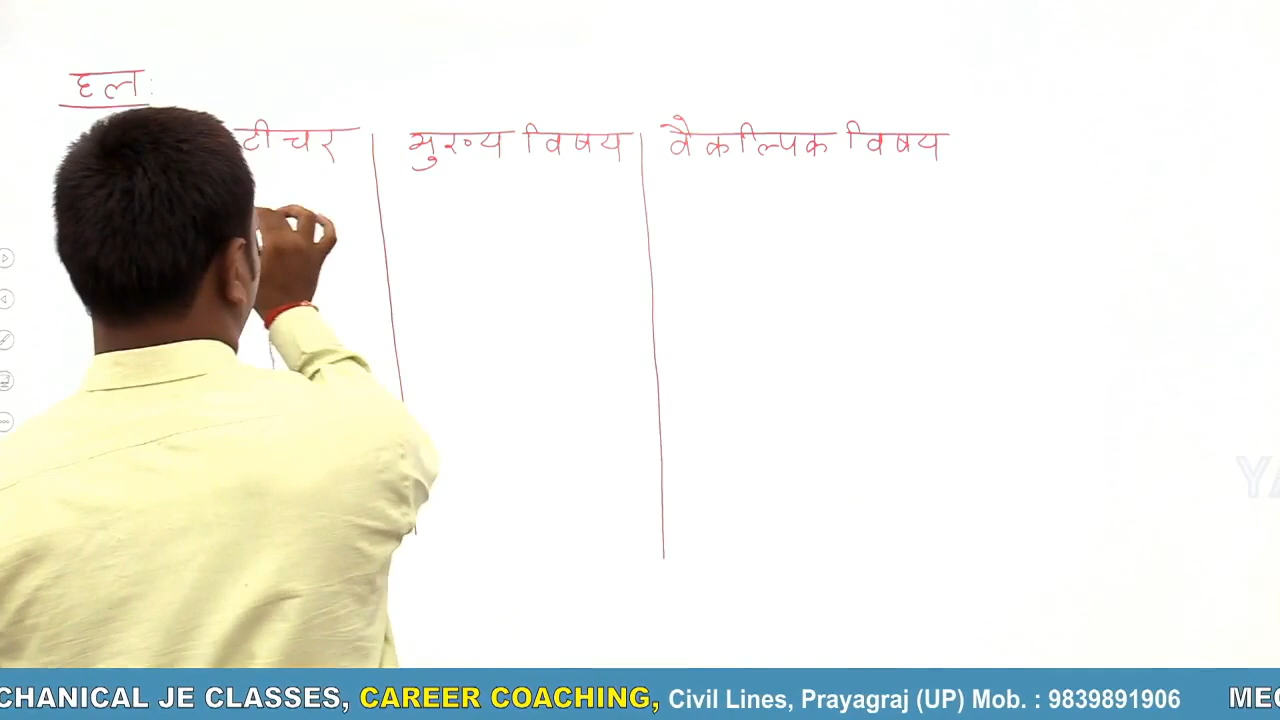 हल:
टीचर मुख्य विषय वैकल्पिक विषय
CHANICAL JE CLASSES, CAREER COACHING, Civil Lines, Prayagraj (UP) Mob. : 9839891906 MEC